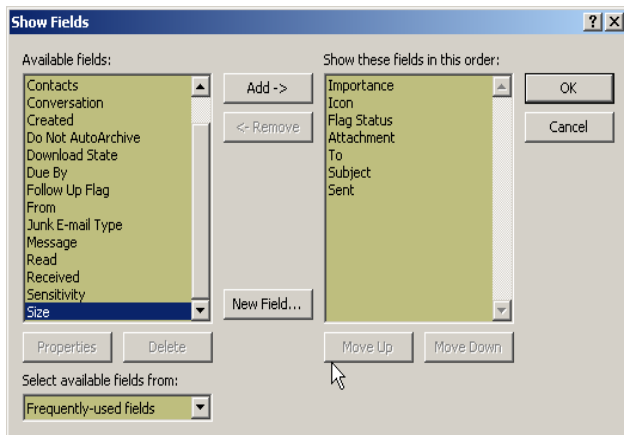 Show Fields
Available fields:
Contacts
Conversation
Created
Do Not AutoArchive
Download State
Due By
Follow Up Flag
From
Junk E-mail Type
Message
Read
Received
Sensitivity
Size
Properties
Delete
Select available fields from:
Frequently-used fields
Add ->
<- Remove
New Field...
Show these fields in this order:
Importance
Icon
Flag Status
Attachment
To
Subject
Sent
Move Up
Move Down
OK
Cancel